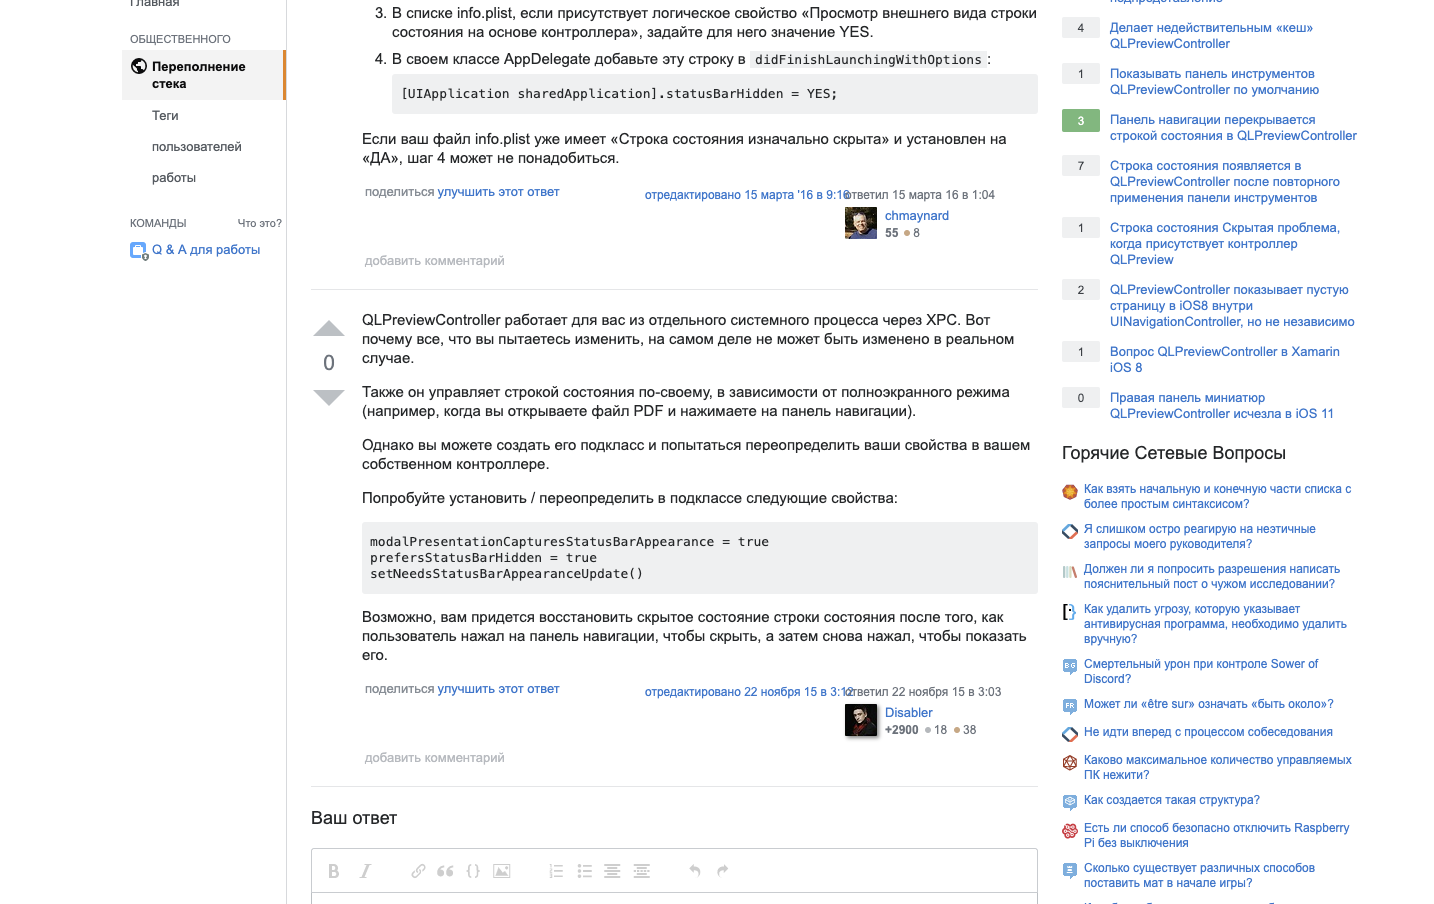 Главная
ОБЩЕСТВЕННОГО
Переполнение
стека
Теги
пользователей
работы
КОМАНДЫ
Что это?
Q & A для работы
3. В списке info.plist, если присутствует логическое свойство «Просмотр внешнего вида строки
состояния на основе контроллера», задайте для него значение YES.
4. В своем классе AppDelegate добавьте эту строку в didFinishLaunchingWithOptions :
[UIApplication sharedApplication].statusBarHidden = YES;
Если ваш файл info.plist уже имеет «Строка состояния изначально скрыта» и установлен на
«ДА», шаг 4 может не понадобиться.
поделиться улучшить этот ответ
отредактировано 15 марта '16 в 9:16
ответил 15 марта 16 в 1:04
chmaynard
55 8
добавить комментарий
0
QLPreviewController работает для вас из отдельного системного процесса через XPC. Вот
почему все, что вы пытаетесь изменить, на самом деле не может быть изменено в реальном
случае.
Также он управляет строкой состояния по-своему, в зависимости от полноэкранного режима
(например, когда вы открываете файл PDF и нажимаете на панель навигации).
Однако вы можете создать его подкласс и попытаться переопределить ваши свойства в вашем
собственном контроллере.
Попробуйте установить / переопределить в подклассе следующие свойства:
modalPresentationCapturesStatusBarAppearance = true
prefersStatusBarHidden = true
setNeedsStatusBarAppearanceUpdate()
Возможно, вам придется восстановить скрытое состояние строки состояния после того, как
пользователь нажал на панель навигации, чтобы скрыть, а затем снова нажал, чтобы показать
его.
поделиться улучшить этот ответ
отредактировано 22 ноября 15 в 3:12
ответил 22 ноября 15 в 3:03
Disabler
+2900 18 38
добавить комментарий
Ваш ответ
подпредставление
4 Делает недействительным «кеш»
QLPreviewController
1 Показывать панель инструментов
QLPreviewController по умолчанию
3 Панель навигации перекрывается
строкой состояния в QLPreviewController
7 Строка состояния появляется в
QLPreviewController после повторного
применения панели инструментов
1 Строка состояния Скрытая проблема,
когда присутствует контроллер
QLPreview
2 QLPreviewController показывает пустую
страницу в iOS8 внутри
UINavigationController, но не независимо
1 Вопрос QLPreviewController в Xamarin
iOS 8
0 Правая панель миниатюр
QLPreviewController исчезла в iOS 11
Горячие Сетевые Вопросы
Как взять начальную и конечную части списка с
более простым синтаксисом?
Я слишком остро реагирую на неэтичные
запросы моего руководителя?
Должен ли я попросить разрешения написать
пояснительный пост о чужом исследовании?
Как удалить угрозу, которую указывает
антивирусная программа, необходимо удалить
вручную?
Смертельный урон при контроле Sower of
Discord?
Может ли «être sur» означать «быть около»?
Не идти вперед с процессом собеседования
Каково максимальное количество управляемых
ПК нежити?
Как создается такая структура?
Есть ли способ безопасно отключить Raspberry
Pi без выключения
Сколько существует различных способов
поставить мат в начале игры?